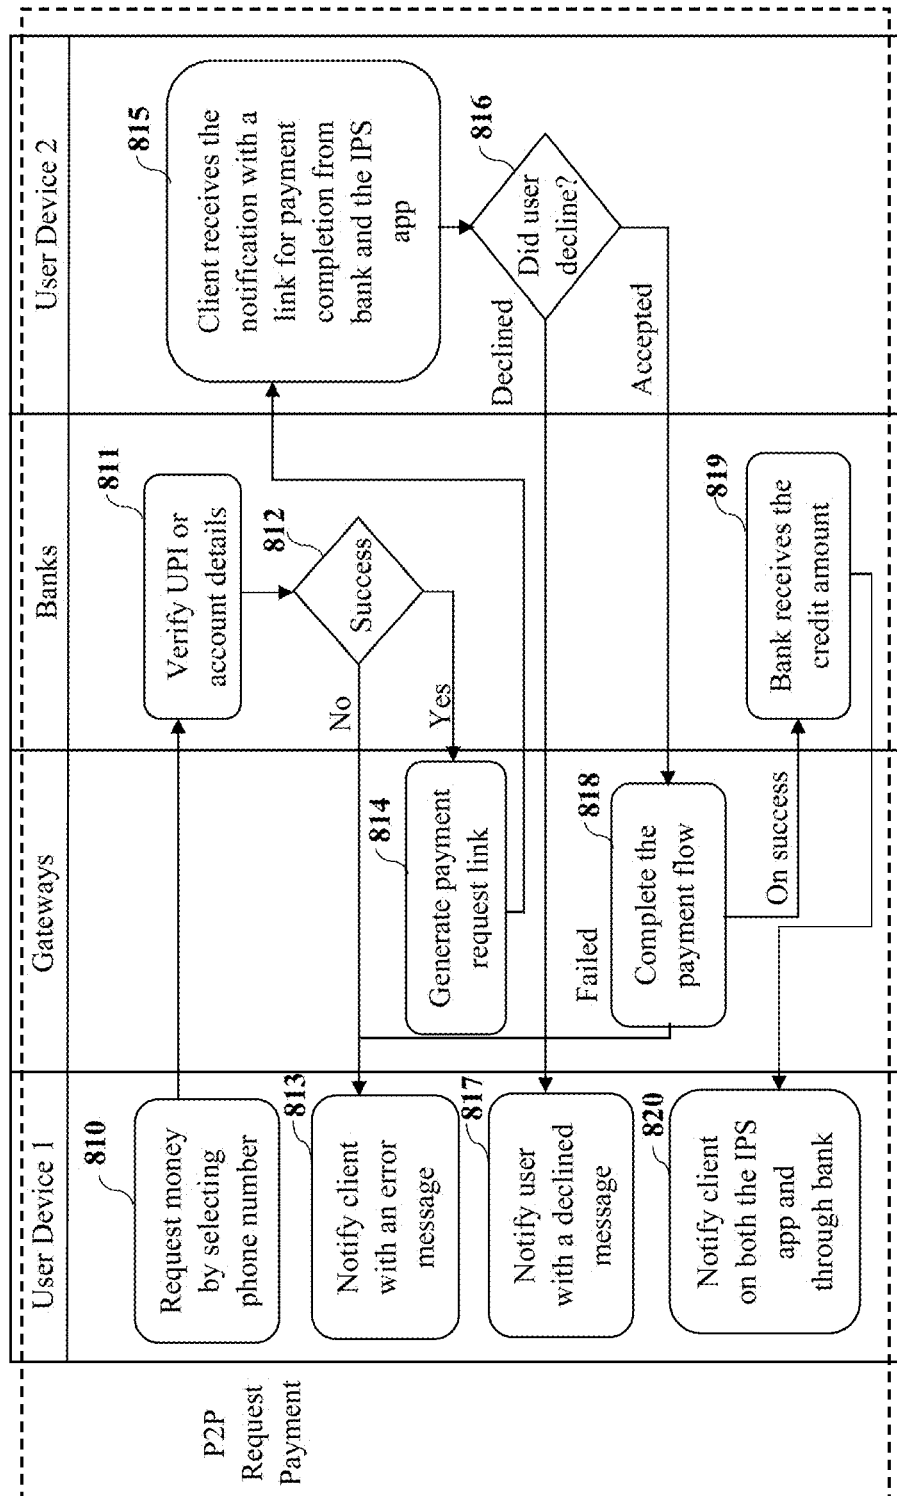 P2P
Request
Payment
User Device 1
Gateways
Banks
User Device 2
810
Request money
by selecting
phone number
811
Verify UPI or
account details
812
Success
No
Yes
813
Notify client
with an error
message
814
Generate payment
request link
815
Client receives the
notification with a
link for payment
completion from
bank and the IPS
app
816
Did user
decline?
Declined
Accepted
817
Notify user
with a declined
message
818
Complete the
payment flow
Failed
On success
819
Bank receives the
credit amount
820
Notify client
on both the IPS
app and
through bank